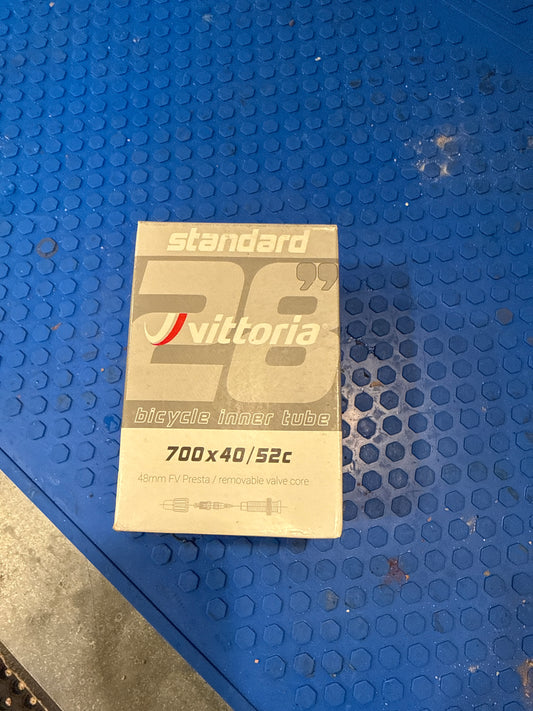 standard
28"
vittoria®
bicycle inner tube
700x40/52c
48mm FV Presta / removable valve core